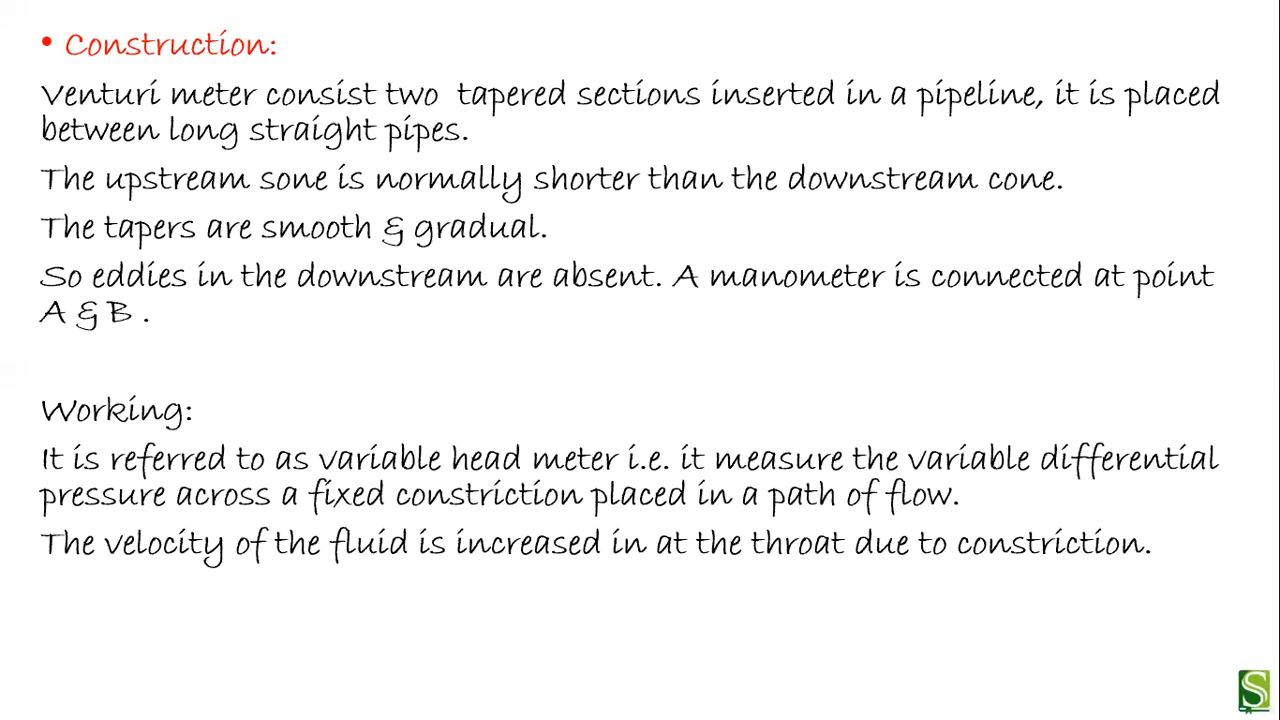 • Construction:
Venturi meter consist two tapered sections inserted in a pipeline, it is placed
between long straight pipes.
The upstream sone is normally shorter than the downstream cone.
The tapers are smooth & gradual.
So eddies in the downstream are absent. A manometer is connected at point
A & B .
Working:
It is referred to as variable head meter i.e. it measure the variable differential
pressure across a fixed constriction placed in a path of flow.
The velocity of the fluid is increased in at the throat due to constriction.
S